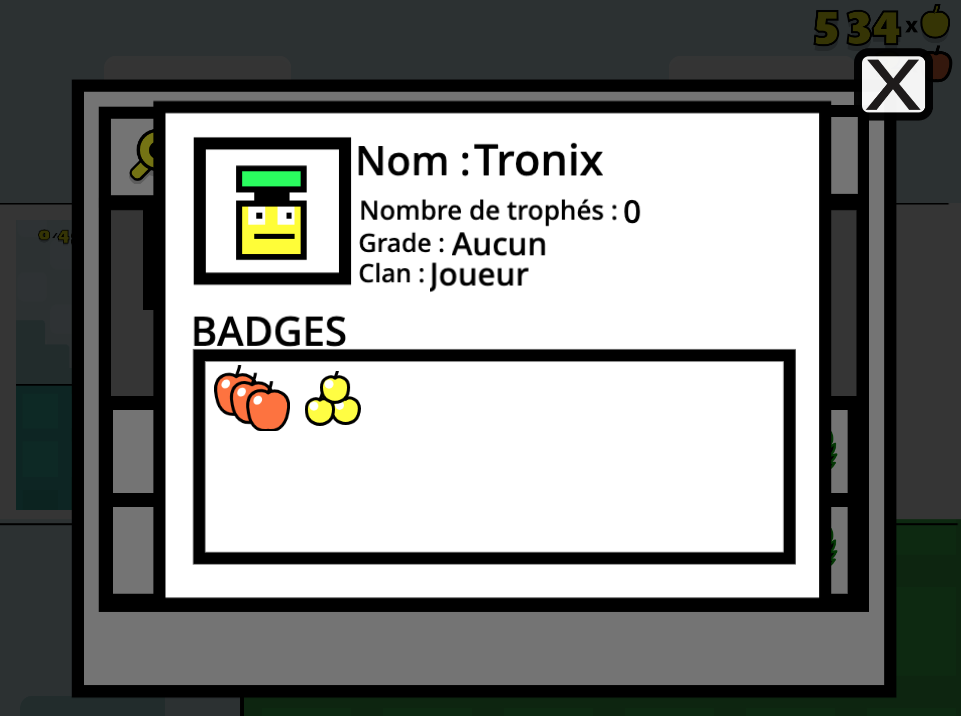 534x
X
Nom : Tronix
Nombre de trophés : 0
Grade : Aucun
Clan : Joueur
BADGES